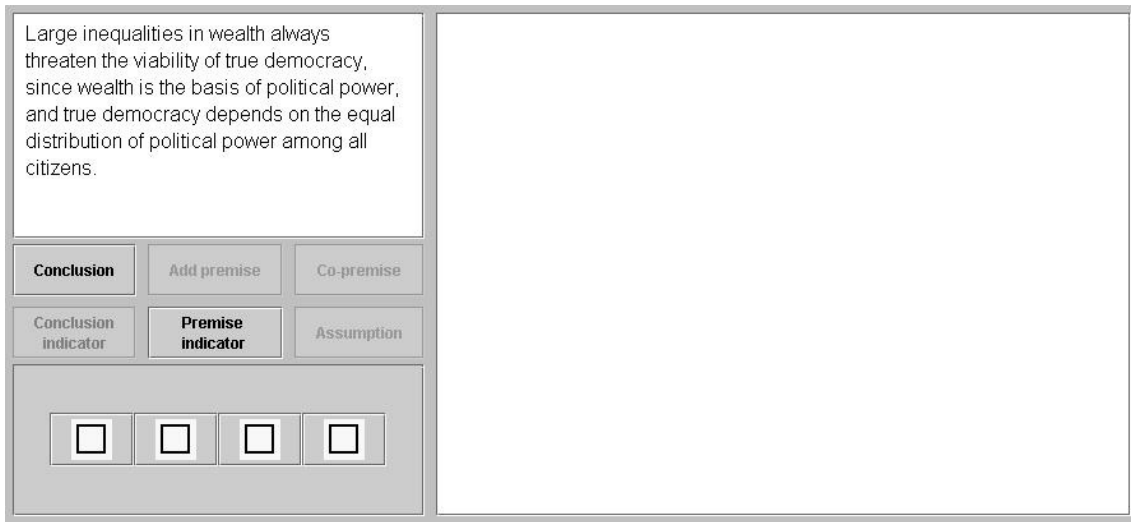 Large inequalities in wealth always
threaten the viability of true democracy,
since wealth is the basis of political power,
and true democracy depends on the equal
distribution of political power among all
citizens.
Conclusion
Add premise
Co-premise
Conclusion
indicator
Premise
indicator
Assumption